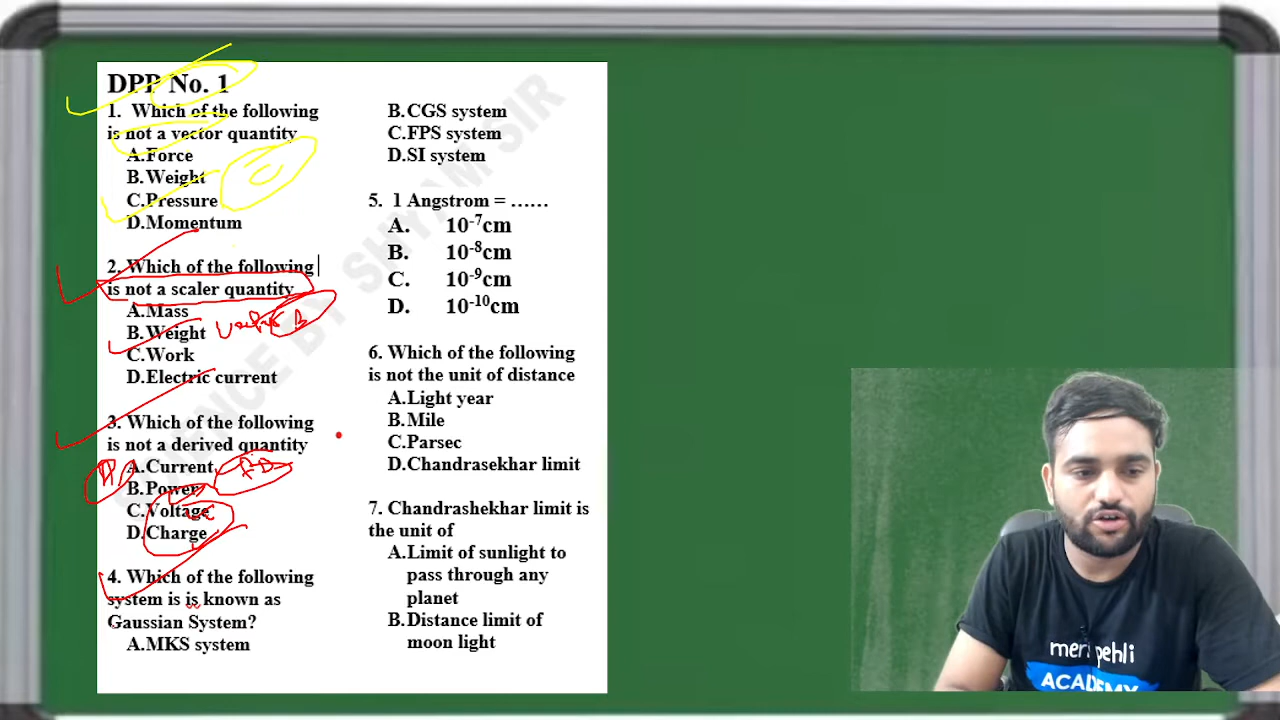 DPP No. 1
1. Which of the following
is not a vector quantity
A.Force
B.Weight
C.Pressure
C
D.Momentum
2. Which of the following
is not a scaler quantity
A.Mass
B.Weight
B
C.Work
D.Electric current
3. Which of the following
is not a derived quantity
A.Current
B.Power
C.Voltage
D.Charge
4. Which of the following
system is is known as
Gaussian System?
A.MKS system
B.CGS system
C.FPS system
D.SI system
5. 1 Angstrom = ……
A. 10-7cm
B. 10-8cm
C. 10-9cm
D. 10-10cm
6. Which of the following
is not the unit of distance
A.Light year
B.Mile
C.Parsec
D.Chandrasekhar limit
7. Chandrashekhar limit is
the unit of
A.Limit of sunlight to
pass through any
planet
B.Distance limit of
moon light
SCIENCE BY SHYAM SIR
meri pehli
ACADEMY